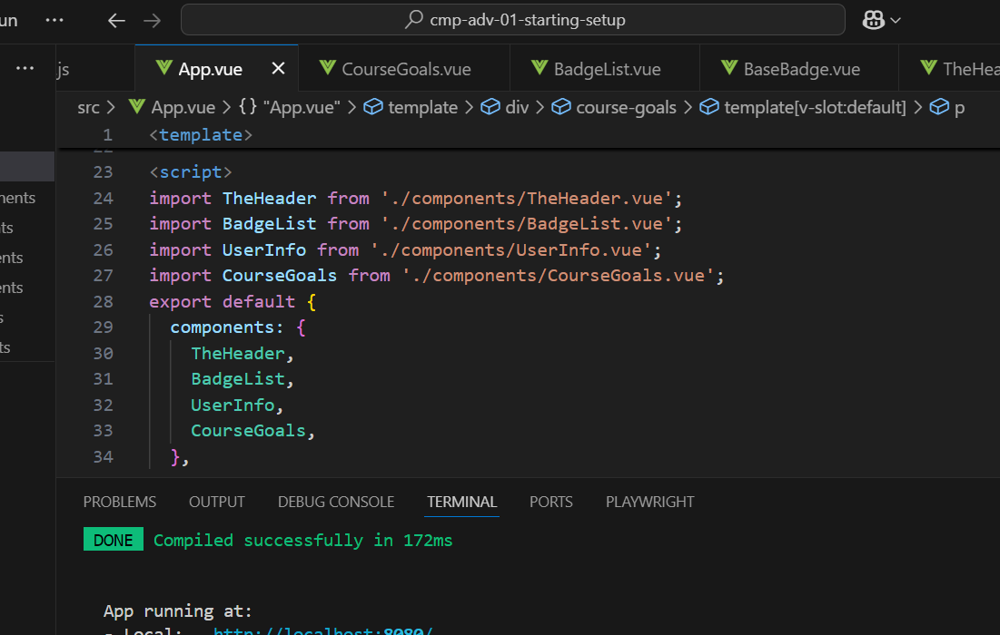 un ··· ← → cmp-adv-01-starting-setup
··· js App.vue × CourseGoals.vue BadgeList.vue BaseBadge.vue TheHea
src > App.vue > {} "App.vue" > template > div > course-goals > template[v-slot:default] > p
1 <template>
23 <script>
24 import TheHeader from './components/TheHeader.vue';
25 import BadgeList from './components/BadgeList.vue';
26 import UserInfo from './components/UserInfo.vue';
27 import CourseGoals from './components/CourseGoals.vue';
28 export default {
29 components: {
30 TheHeader,
31 BadgeList,
32 UserInfo,
33 CourseGoals,
34 },
nents
ts
ents
ents
s
ts
PROBLEMS OUTPUT DEBUG CONSOLE TERMINAL PORTS PLAYWRIGHT
DONE Compiled successfully in 172ms
App running at:
- Local: http://localhost:8080/